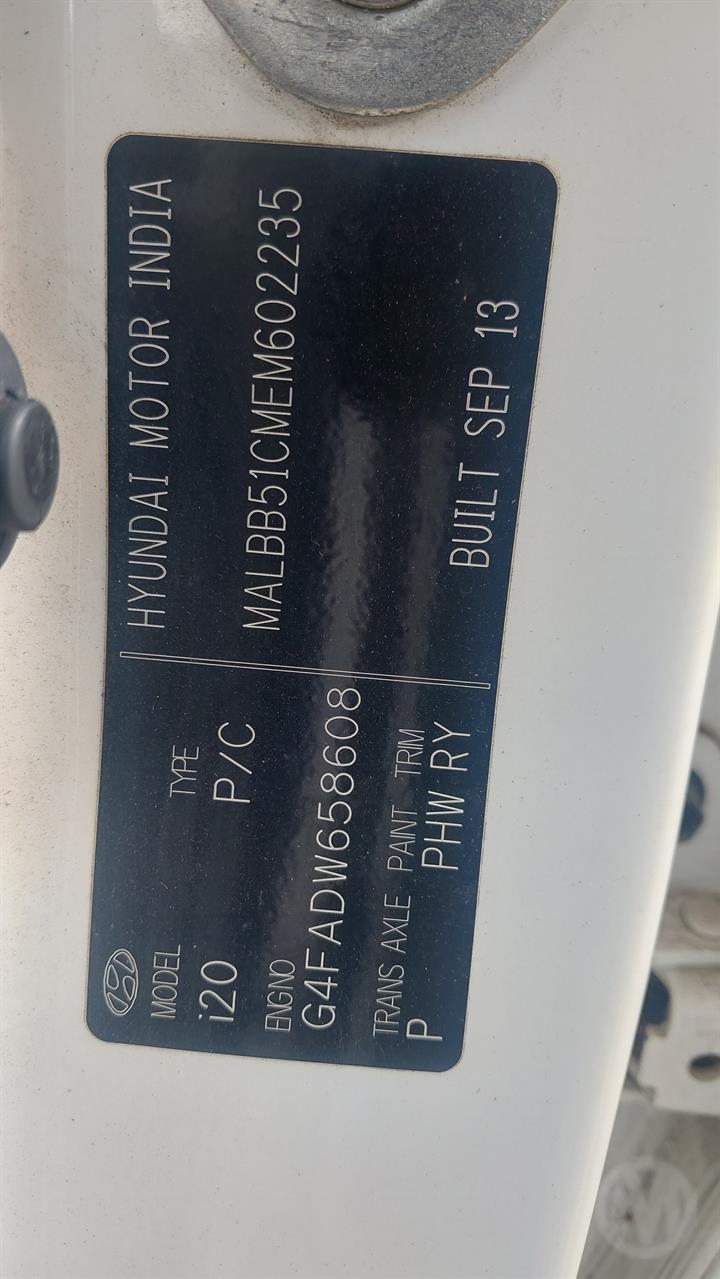 HYUNDAI MOTOR INDIA
MODEL TYPE
i20 P/C
MALBB51CMEM602235
ENGNO
G4FADW658608
TRANS AXLE PAINT TRIM
P PHW RY
BUILT SEP 13